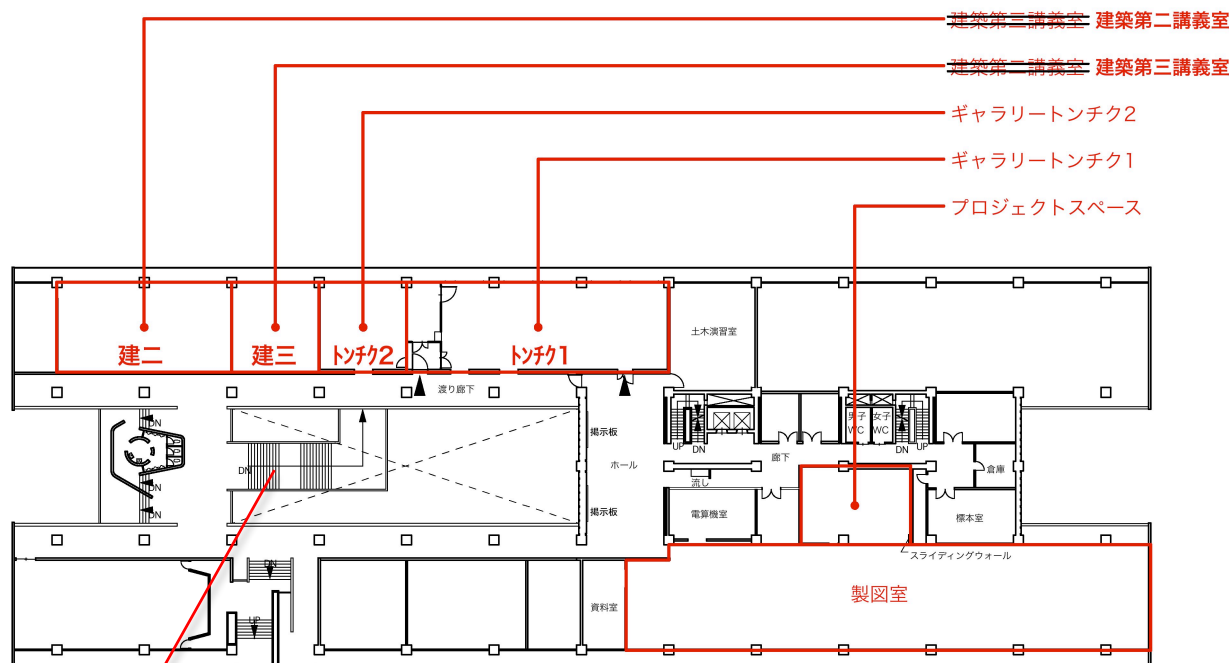 建築第三講義室 建築第二講義室
建築第二講義室 建築第三講義室
ギャラリートンチク2
ギャラリートンチク1
プロジェクトスペース
建二
建三
トンチク2
トンチク1
土木演習室
渡り廊下
DN
掲示板
ホール
UP
DN
廊下
男子
WC
女子
WC
UP
DN
DN
DN
流し
倉庫
DN
掲示板
電算機室
標本室
スライディングウォール
DN
資料室
製図室
UP